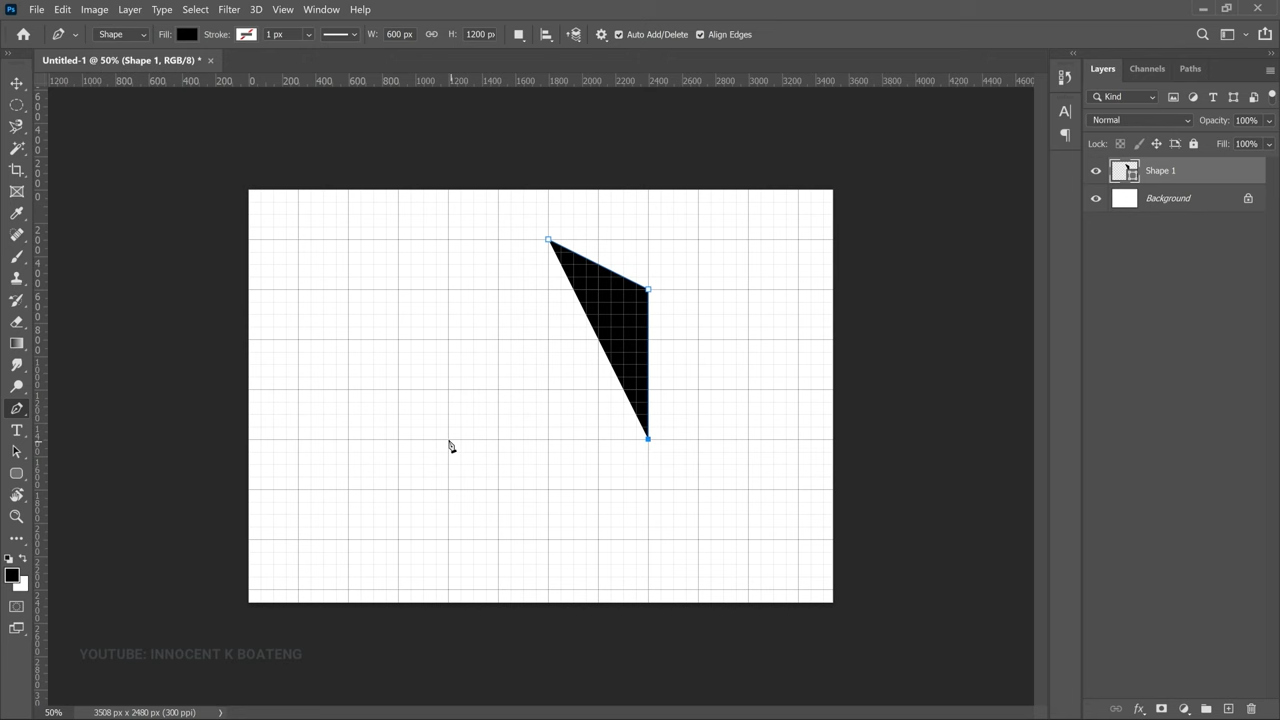 Ps File Edit Image Layer Type Select Filter 3D View Window Help
Shape Fill: Stroke: 1 px W: 600 px H: 1200 px Auto Add/Delete Align Edges
Untitled-1 @ 50% (Shape 1, RGB/8) * ×
1200 1000 800 600 400 200 0 200 400 600 800 1000 1200 1400 1600 1800 2000 2200 2400 2600 2800 3000 3200 3400 3600 3800 4000 4200 4400 4600
Layers Channels Paths
Kind
Normal Opacity: 100%
Lock: Fill: 100%
Shape 1
Background
YOUTUBE: INNOCENT K BOATENG
50% 3508 px x 2480 px (300 ppi)